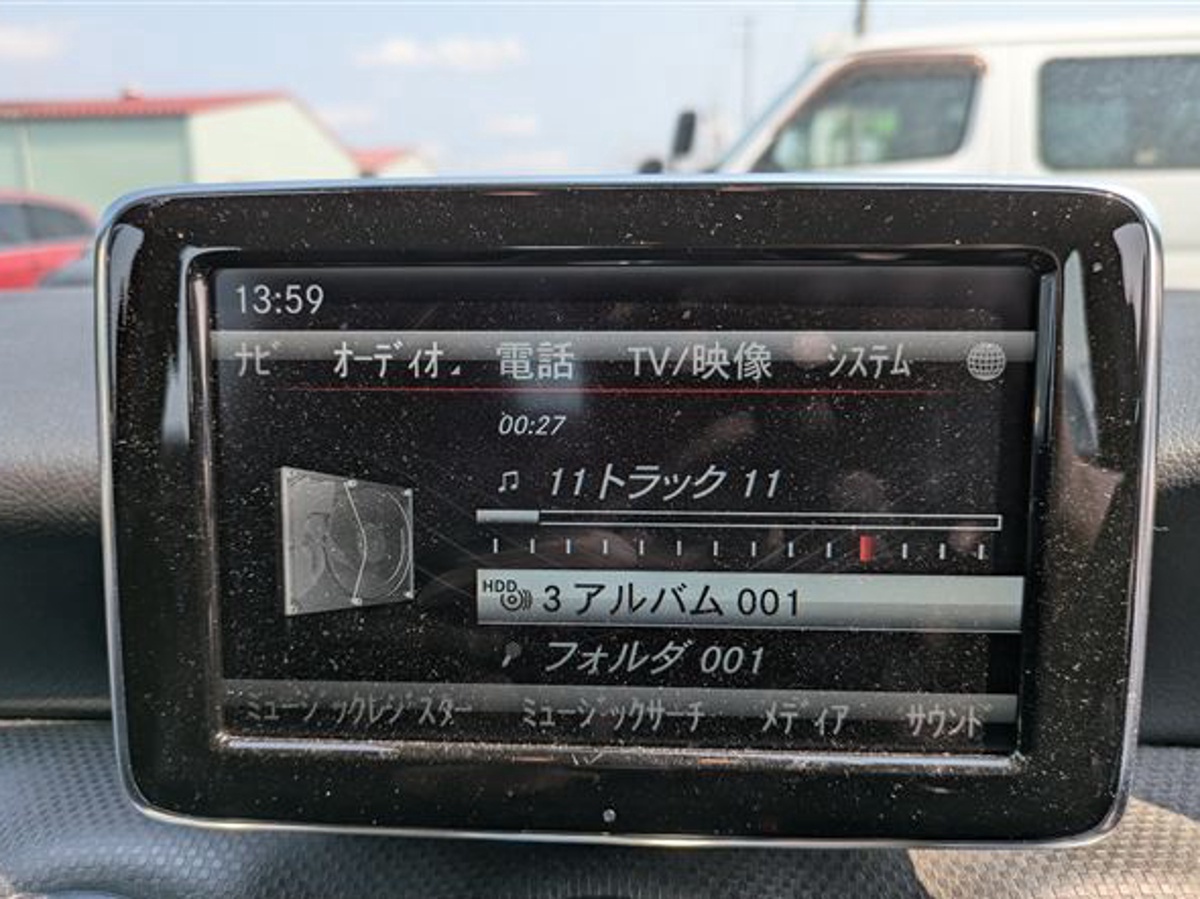 13:59
ナビ オーディオ 電話 TV/映像 システム
00:27
11 トラック 11
HDD 3 アルバム 001
フォルダ 001
ミュージックレジスター ミュージックサーチ メディア サウンド